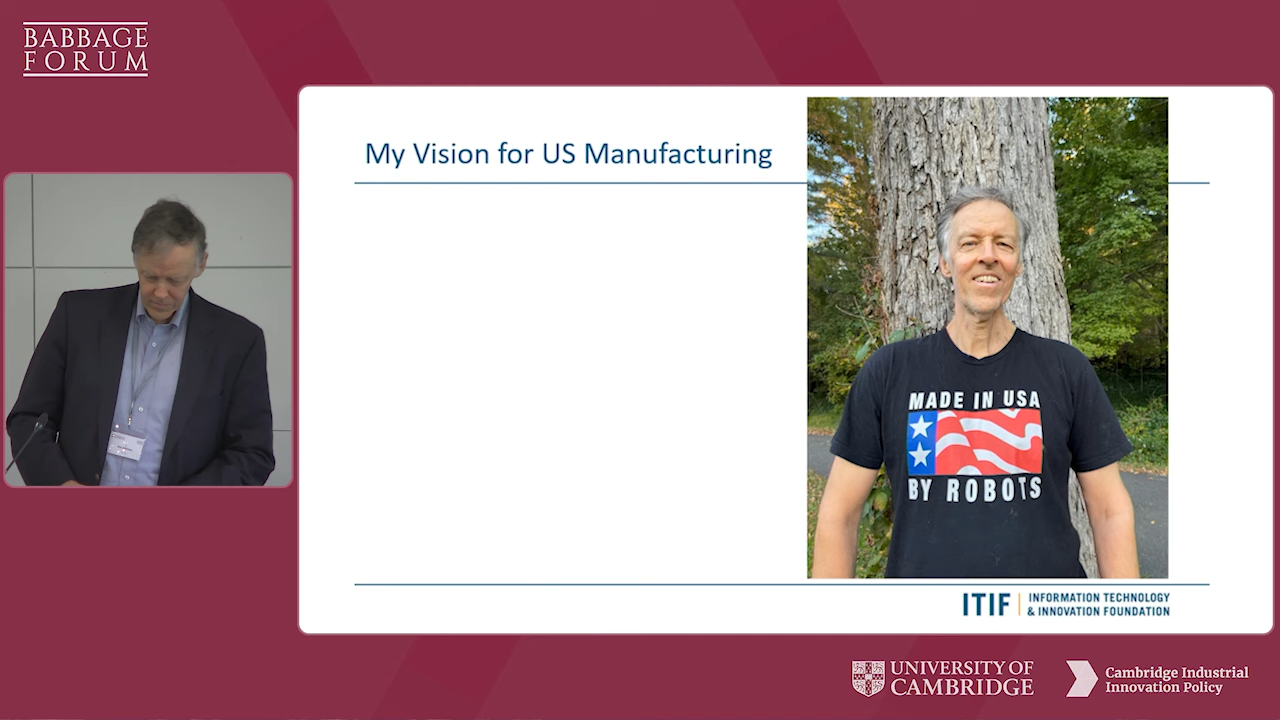 BABBAGE
FORUM
My Vision for US Manufacturing
MADE IN USA
BY ROBOTS
ITIF
INFORMATION TECHNOLOGY
& INNOVATION FOUNDATION
UNIVERSITY OF
CAMBRIDGE
Cambridge Industrial
Innovation Policy